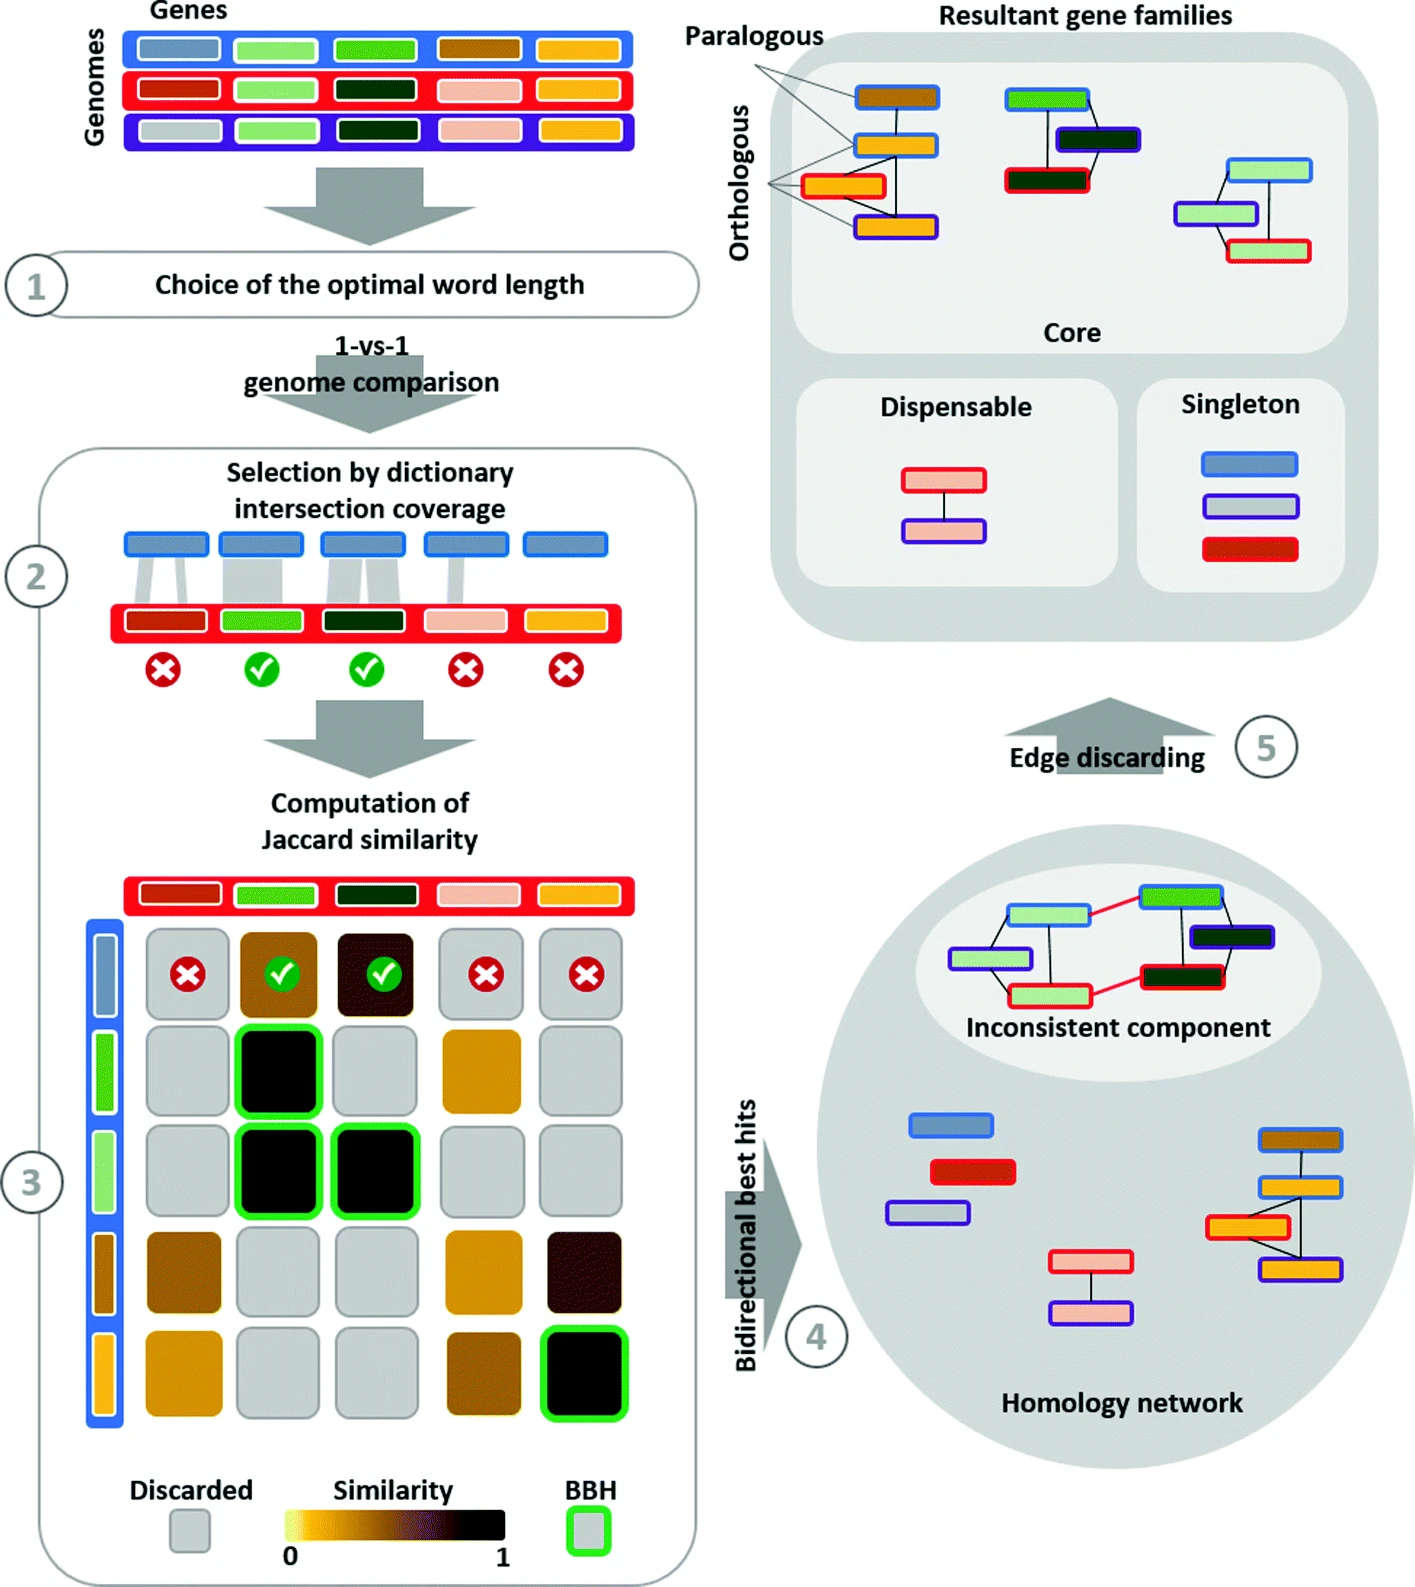 Genes
Genomes
1
Choice of the optimal word length
1-vs-1
genome comparison
2
Selection by dictionary
intersection coverage
Computation of
Jaccard similarity
3
Discarded
Similarity
BBH
0
1
Bidirectional best hits
4
Inconsistent component
Homology network
Edge discarding
5
Resultant gene families
Paralogous
Orthologous
Core
Dispensable
Singleton